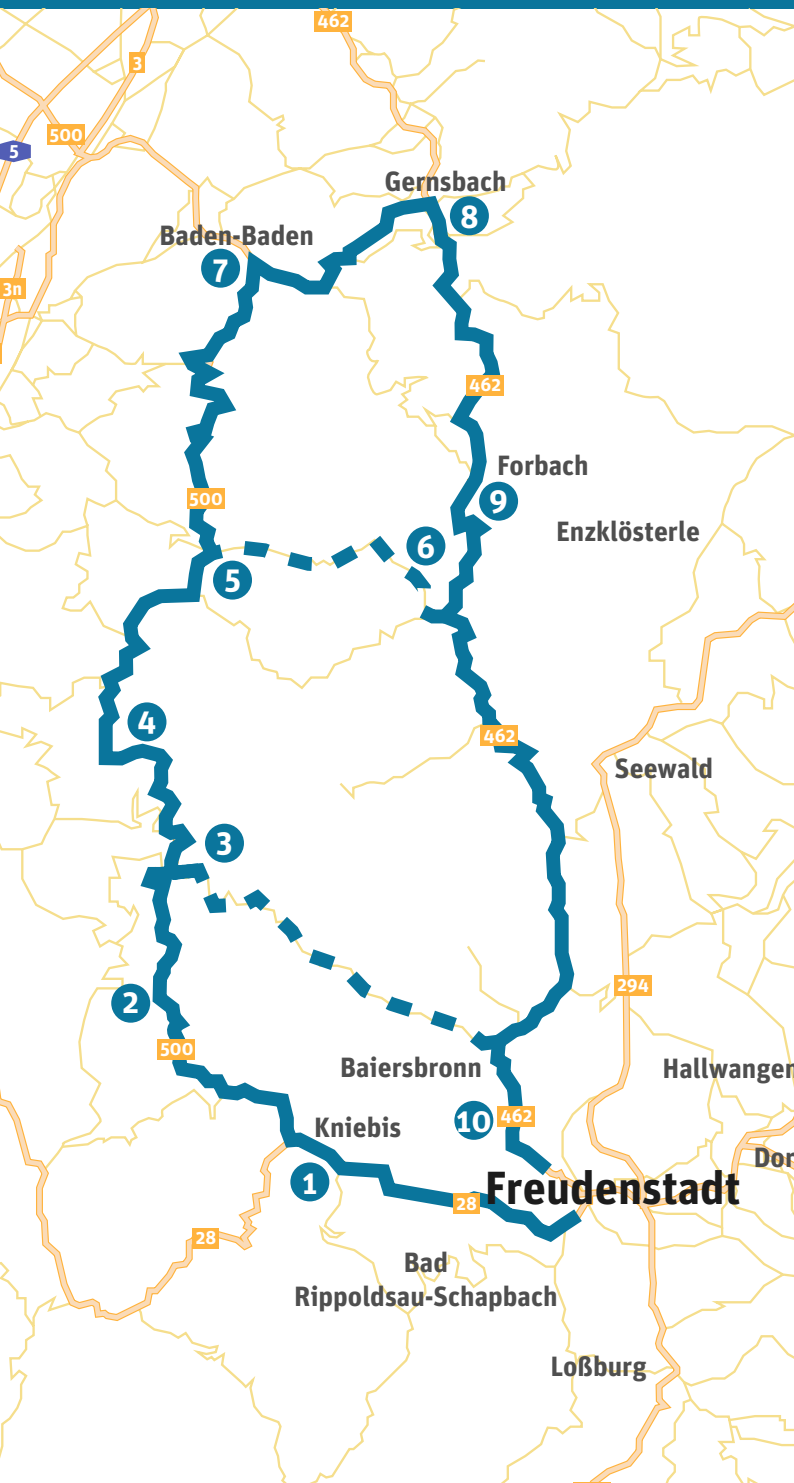 462
3
500
5
Gernsbach
8
Baden-Baden
7
3n
462
Forbach
500
9
Enzklösterle
6
5
4
462
Seewald
3
294
2
500
Baiersbronn
Hallwangen
10
462
Kniebis
Dor
1
Freudenstadt
28
28
Bad
Rippoldsau-Schapbach
Loßburg